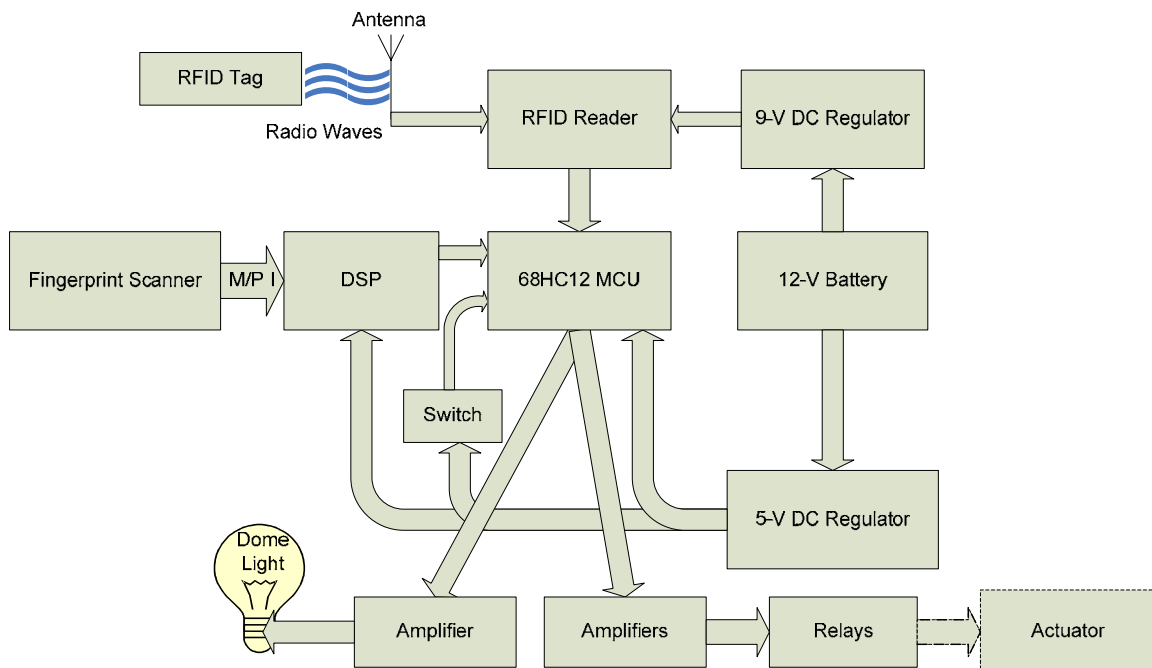 Antenna
RFID Tag
Radio Waves
RFID Reader
9-V DC Regulator
Fingerprint Scanner
M/P I
DSP
68HC12 MCU
12-V Battery
Switch
5-V DC Regulator
Dome
Light
Amplifier
Amplifiers
Relays
Actuator